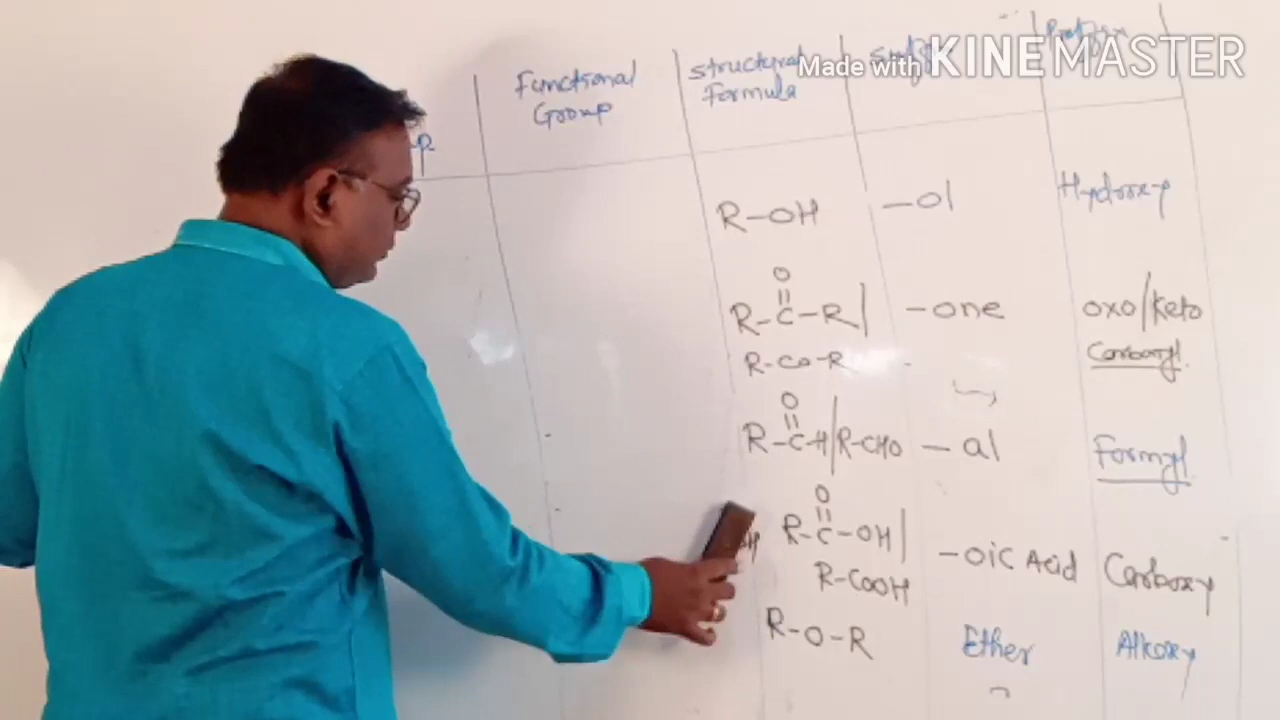 Made with KINEMASTER
Functional Group
Structural Formula
R-OH
-ol
Hydroxy
O
||
R-C-R|
-one
oxo/Keto
R-CO-R
O
||
R-C-H/R-CHO
-al
Formyl
O
||
R-C-OH|
-Oic Acid
Carboxy
R-COOH
R-O-R
Ether
Alkoxy